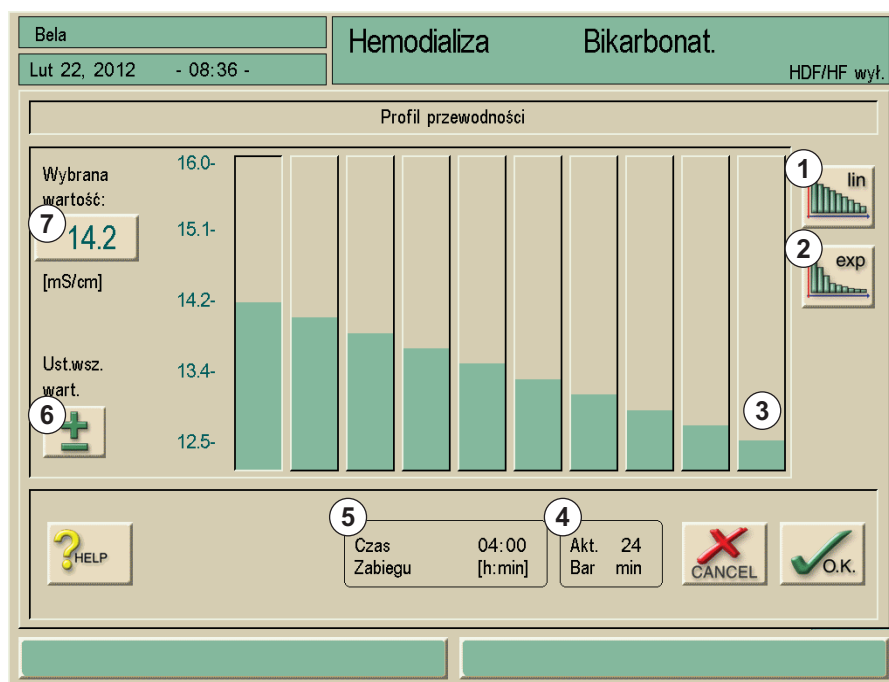 Bela
Hemodializa Bikarbonat.
Lut 22, 2012 - 08:36 -
HDF/HF wył.
Profil przewodności
Wybrana
wartość:
7
14.2
[mS/cm]
Ust.wsz.
wart.
6
16.0-
15.1-
14.2-
13.4-
12.5-
3
1
lin
2
exp
HELP
5
Czas 04:00
Zabiegu [h:min]
4
Akt. 24
Bar min
CANCEL
O.K.